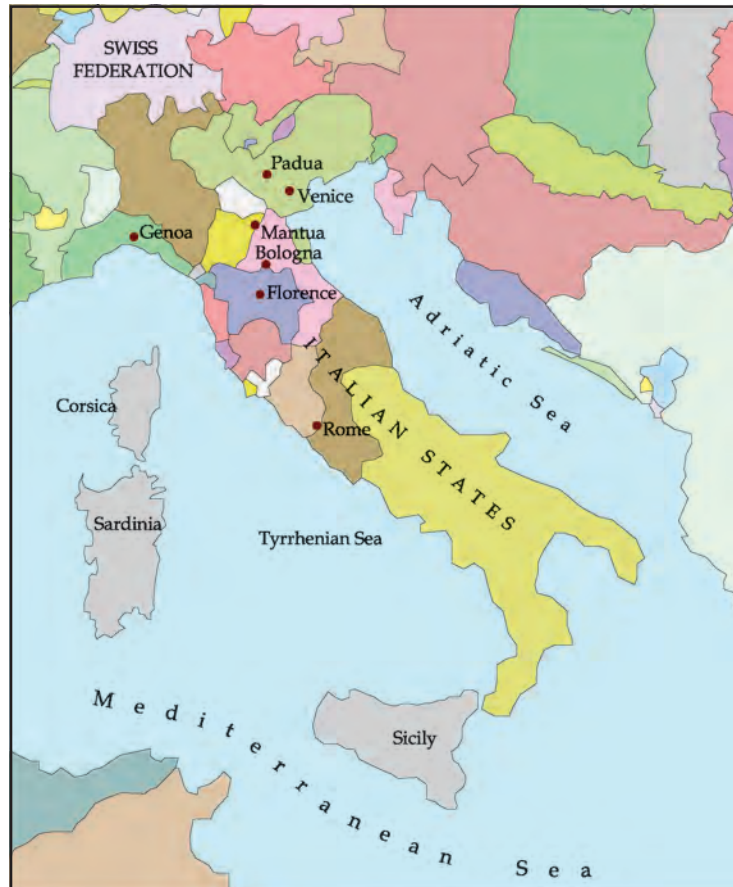 SWISS
FEDERATION
Padua
Venice
Genoa
Mantua
Bologna
Florence
Adriatic Sea
ITALIAN STATES
Corsica
Rome
Sardinia
Tyrrhenian Sea
Mediterranean Sea
Sicily